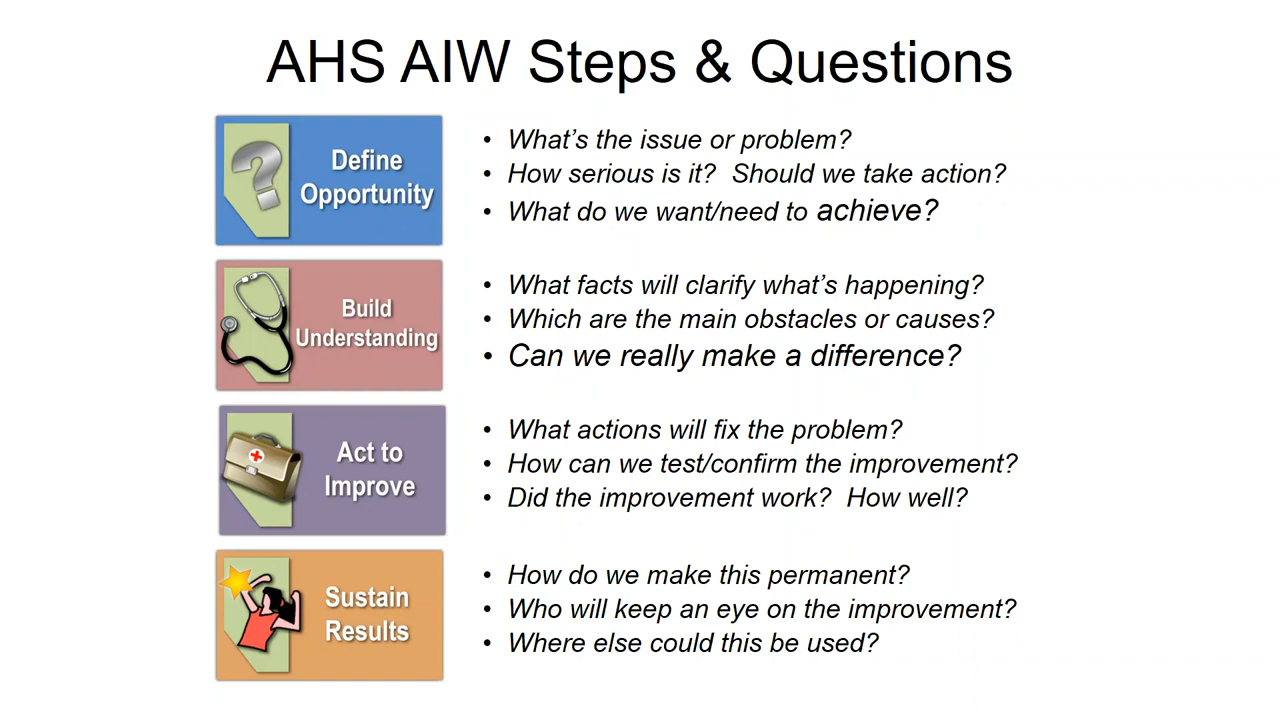 AHS AIW Steps & Questions
Define
Opportunity
• What's the issue or problem?
• How serious is it?  Should we take action?
• What do we want/need to achieve?
Build
Understanding
• What facts will clarify what's happening?
• Which are the main obstacles or causes?
• Can we really make a difference?
Act to
Improve
• What actions will fix the problem?
• How can we test/confirm the improvement?
• Did the improvement work?  How well?
Sustain
Results
• How do we make this permanent?
• Who will keep an eye on the improvement?
• Where else could this be used?